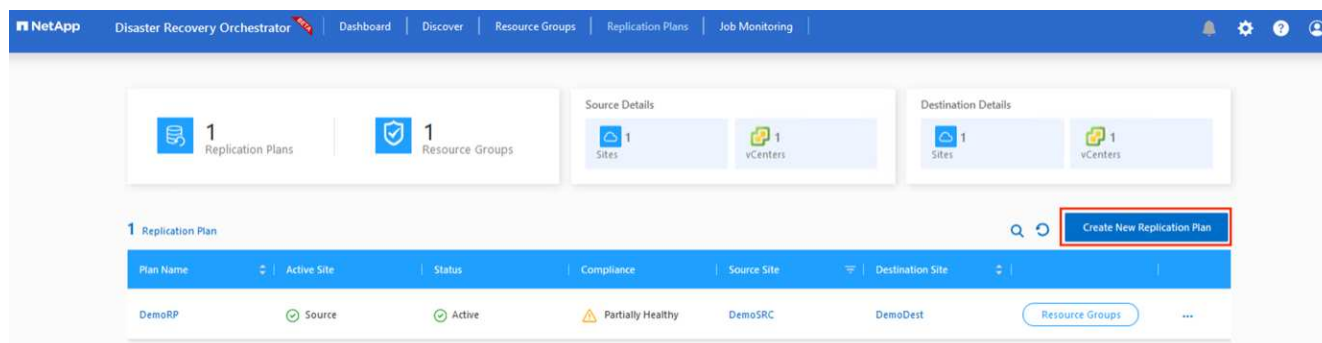 NetApp Disaster Recovery Orchestrator Dashboard Discover Resource Groups Replication Plans Job Monitoring
Source Details Destination Details
1 Replication Plans 1 Resource Groups
1 Sites 1 vCenters 1 Sites 1 vCenters
1 Replication Plan Create New Replication Plan
Plan Name Active Site Status Compliance Source Site Destination Site
DemoRP Source Active Partially Healthy DemoSRC DemoDest Resource Groups ...